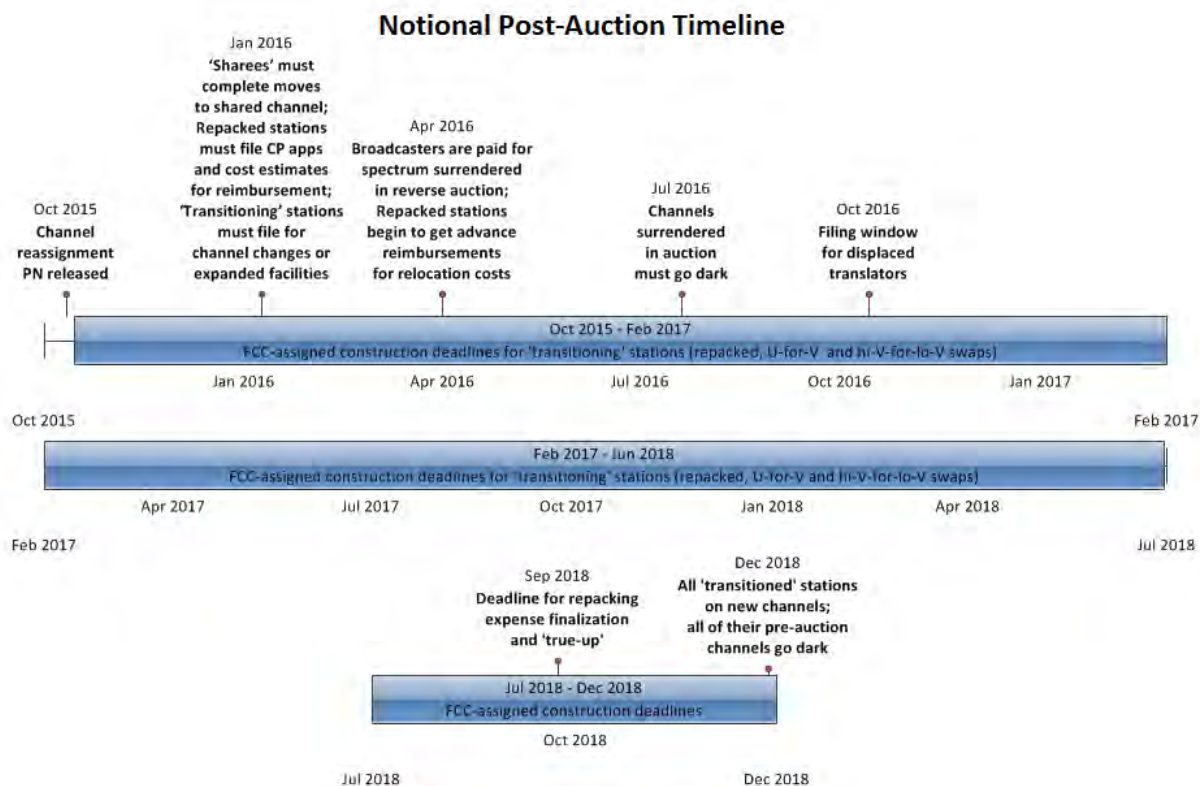 Notional Post-Auction Timeline
Jan 2016
'Sharees' must
complete moves
to shared channel;
Repacked stations
must file CP apps
and cost estimates
for reimbursement;
'Transitioning' stations
must file for
channel changes or
expanded facilities
Apr 2016
Broadcasters are paid for
spectrum surrendered
in reverse auction;
Repacked stations
begin to get advance
reimbursements
for relocation costs
Oct 2015
Channel
reassignment
PN released
Jul 2016
Channels
surrendered
in auction
must go dark
Oct 2016
Filing window
for displaced
translators
Oct 2015 - Feb 2017
FCC-assigned construction deadlines for 'transitioning' stations (repacked, U-for-V and hi-V-for-lo-V swaps)
Jan 2016
Apr 2016
Jul 2016
Oct 2016
Jan 2017
Oct 2015
Feb 2017
Feb 2017 - Jun 2018
FCC-assigned construction deadlines for 'transitioning' stations (repacked, U-for-V and hi-V-for-lo-V swaps)
Apr 2017
Jul 2017
Oct 2017
Jan 2018
Apr 2018
Feb 2017
Jul 2018
Sep 2018
Deadline for repacking
expense finalization
and 'true-up'
Dec 2018
All 'transitioned' stations
on new channels;
all of their pre-auction
channels go dark
Jul 2018 - Dec 2018
FCC-assigned construction deadlines
Oct 2018
Jul 2018
Dec 2018